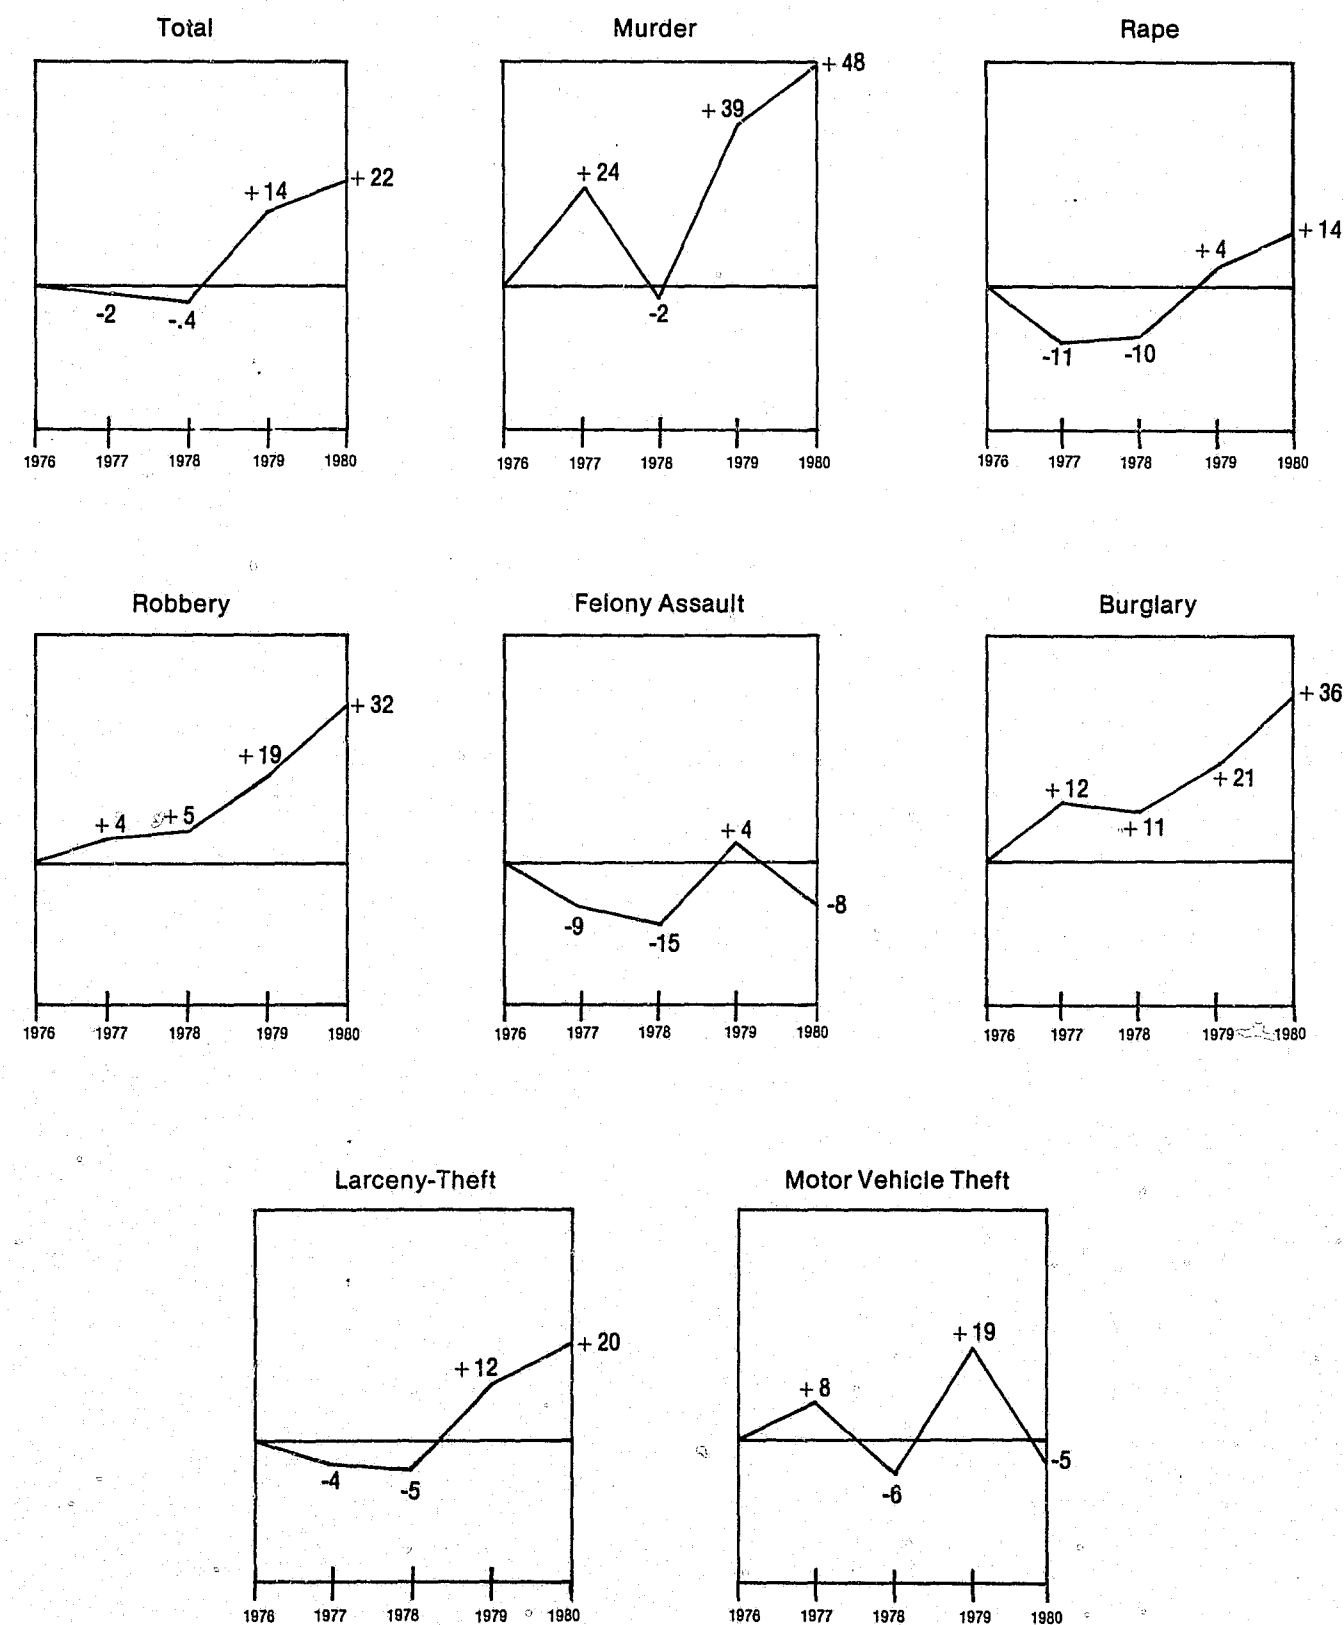 Total
Murder
Rape
+ 48
+ 39
+ 24
+ 22
+ 14
+ 14
+ 4
-2
-.4
-2
-11
-10
1976 1977 1978 1979 1980
1976 1977 1978 1979 1980
1976 1977 1978 1979 1980
Robbery
Felony Assault
Burglary
+ 32
+ 19
+ 4
+ 5
+ 4
-9
-15
-8
+ 36
+ 12
+ 11
+ 21
1976 1977 1978 1979 1980
1976 1977 1978 1979 1980
1976 1977 1978 1979 1980
Larceny-Theft
Motor Vehicle Theft
+ 20
+ 12
-4
-5
+ 19
+ 8
-6
-5
1976 1977 1978 1979 1980
1976 1977 1978 1979 1980